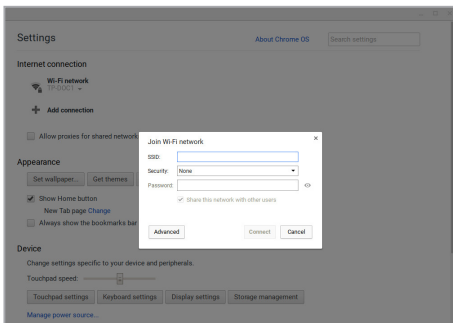 Settings
About Chrome OS
Search settings
Internet connection
Wi-Fi network
Add connection
Allow proxies for shared network
Join Wi-Fi network
×
SSID:
Security: None
Password:
Share this network with other users
Advanced
Connect
Cancel
Appearance
Set wallpaper...
Get themes
Show Home button
New Tab page Change
Always show the bookmarks bar
Device
Change settings specific to your device and peripherals.
Touchpad speed:
Touchpad settings
Keyboard settings
Display settings
Storage management
Manage power source...